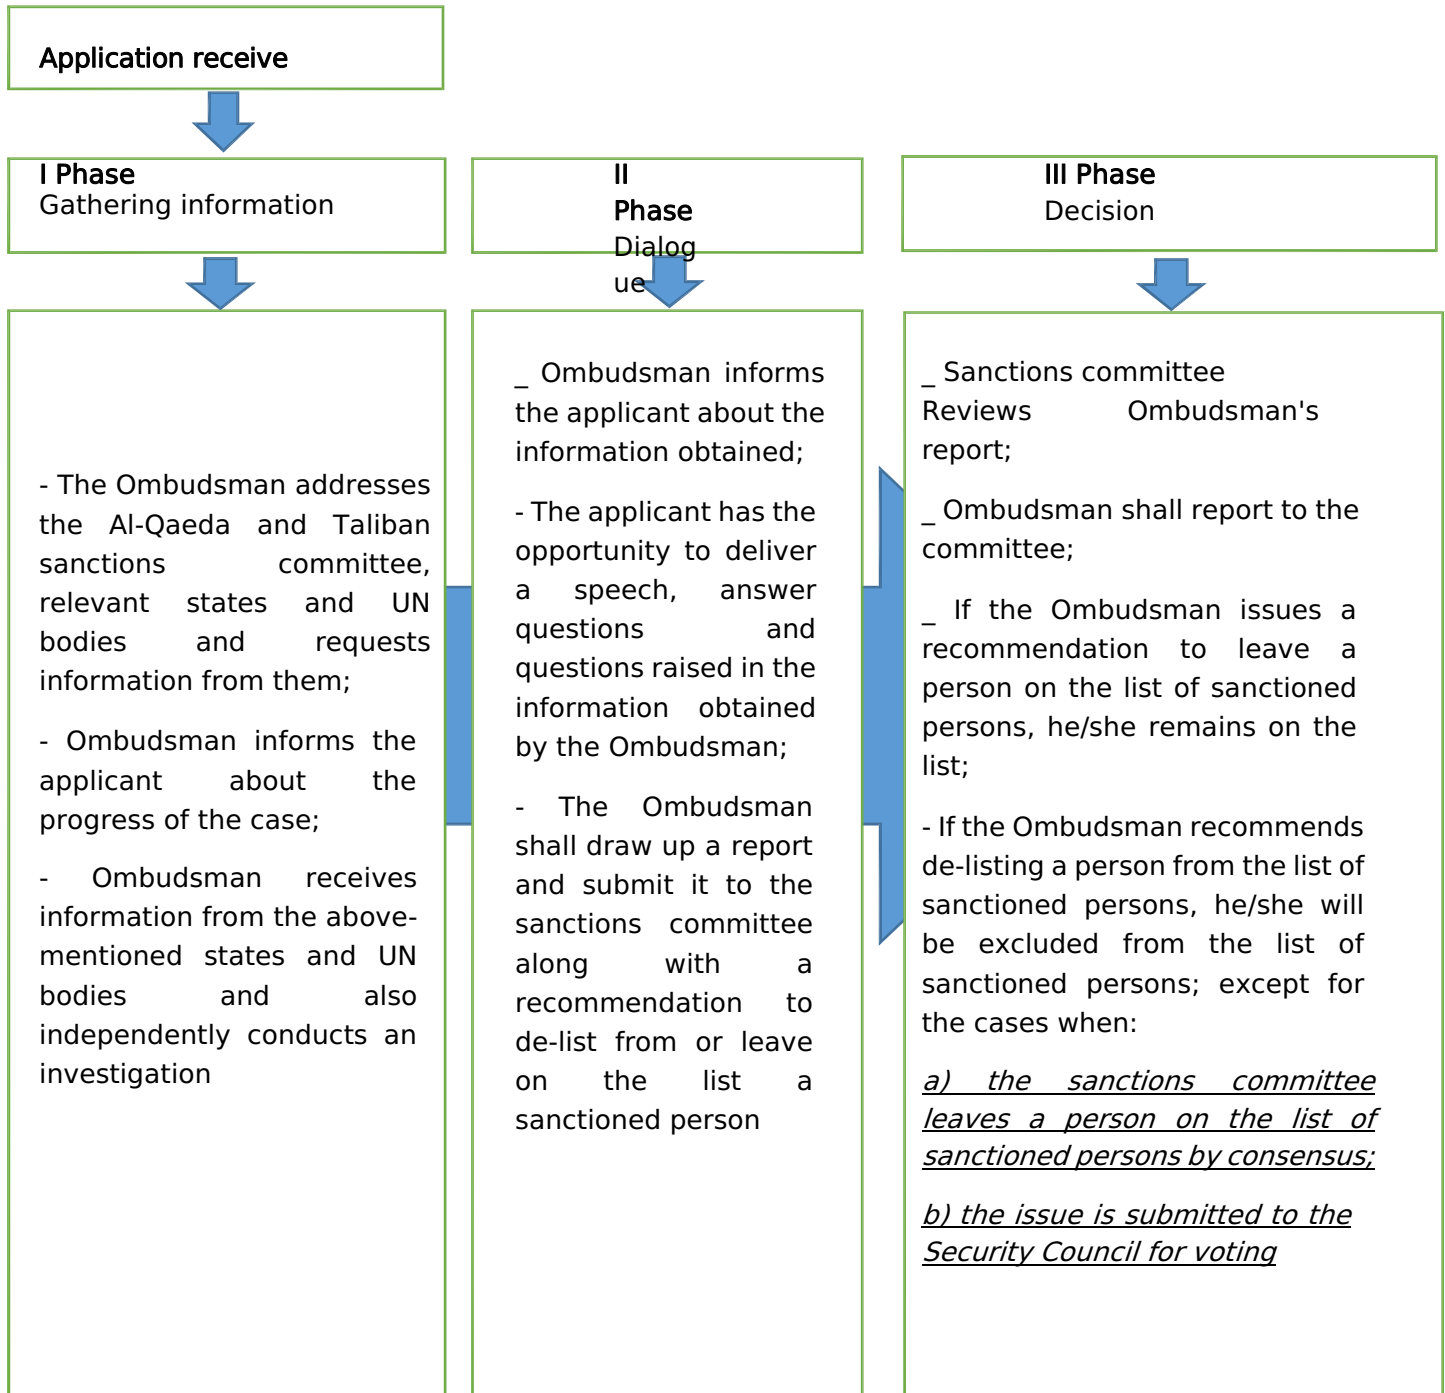 Application receive
I Phase
Gathering information
II
Phase
Dialog
ue
III Phase
Decision
- The Ombudsman addresses
the Al-Qaeda and Taliban
sanctions committee,
relevant states and UN
bodies and requests
information from them;
- Ombudsman informs the
applicant about the
progress of the case;
- Ombudsman receives
information from the above-
mentioned states and UN
bodies and also
independently conducts an
investigation
_ Ombudsman informs
the applicant about the
information obtained;
- The applicant has the
opportunity to deliver
a speech, answer
questions and
questions raised in the
information obtained
by the Ombudsman;
- The Ombudsman
shall draw up a report
and submit it to the
sanctions committee
along with a
recommendation to
de-list from or leave
on the list a
sanctioned person
_ Sanctions committee
Reviews Ombudsman's
report;
_ Ombudsman shall report to the
committee;
_ If the Ombudsman issues a
recommendation to leave a
person on the list of sanctioned
persons, he/she remains on the
list;
- If the Ombudsman recommends
de-listing a person from the list of
sanctioned persons, he/she will
be excluded from the list of
sanctioned persons; except for
the cases when:
a) the sanctions committee
leaves a person on the list of
sanctioned persons by consensus;
b) the issue is submitted to the
Security Council for voting